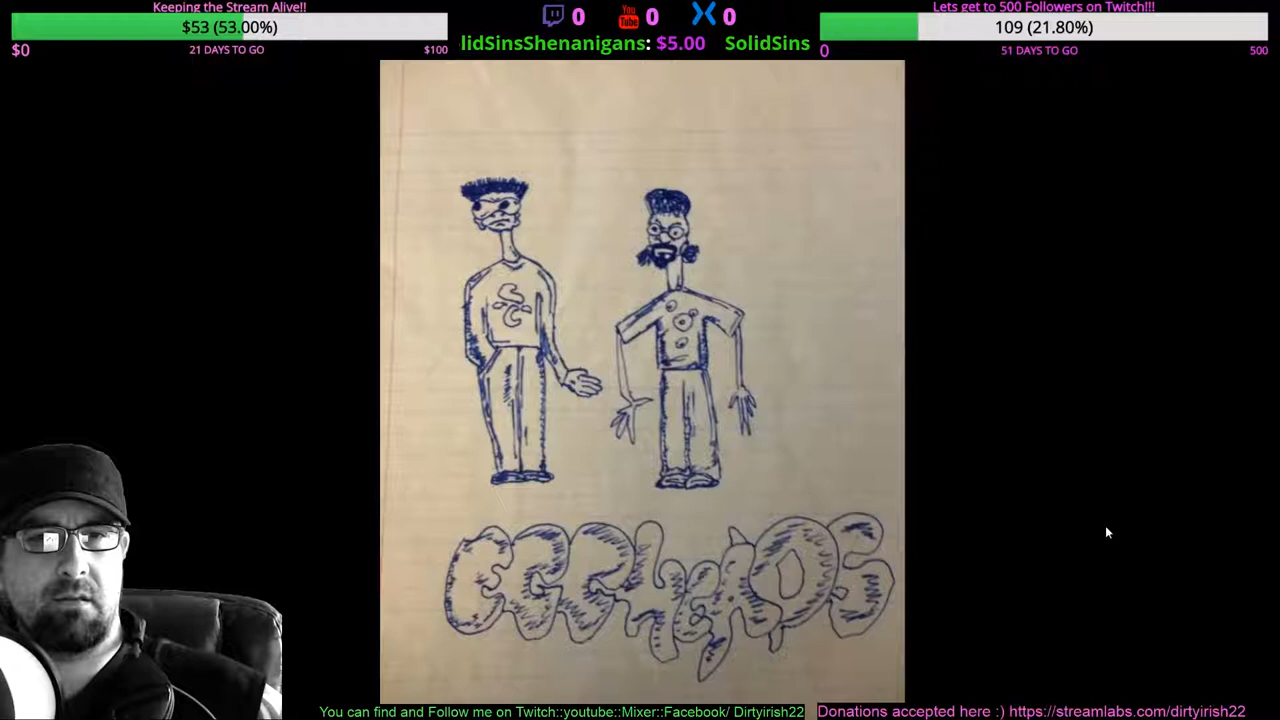 Keeping the Stream Alive!!
$53 (53.00%)
$0
21 DAYS TO GO
$100
0
You Tube 0
0
lidSinsShenanigans: $5.00 SolidSins
Lets get to 500 Followers on Twitch!!!
109 (21.80%)
0
51 DAYS TO GO
500
You can find and Follow me on Twitch::youtube::Mixer::Facebook/ Dirtyirish22
Donations accepted here :) https://streamlabs.com/dirtyirish22